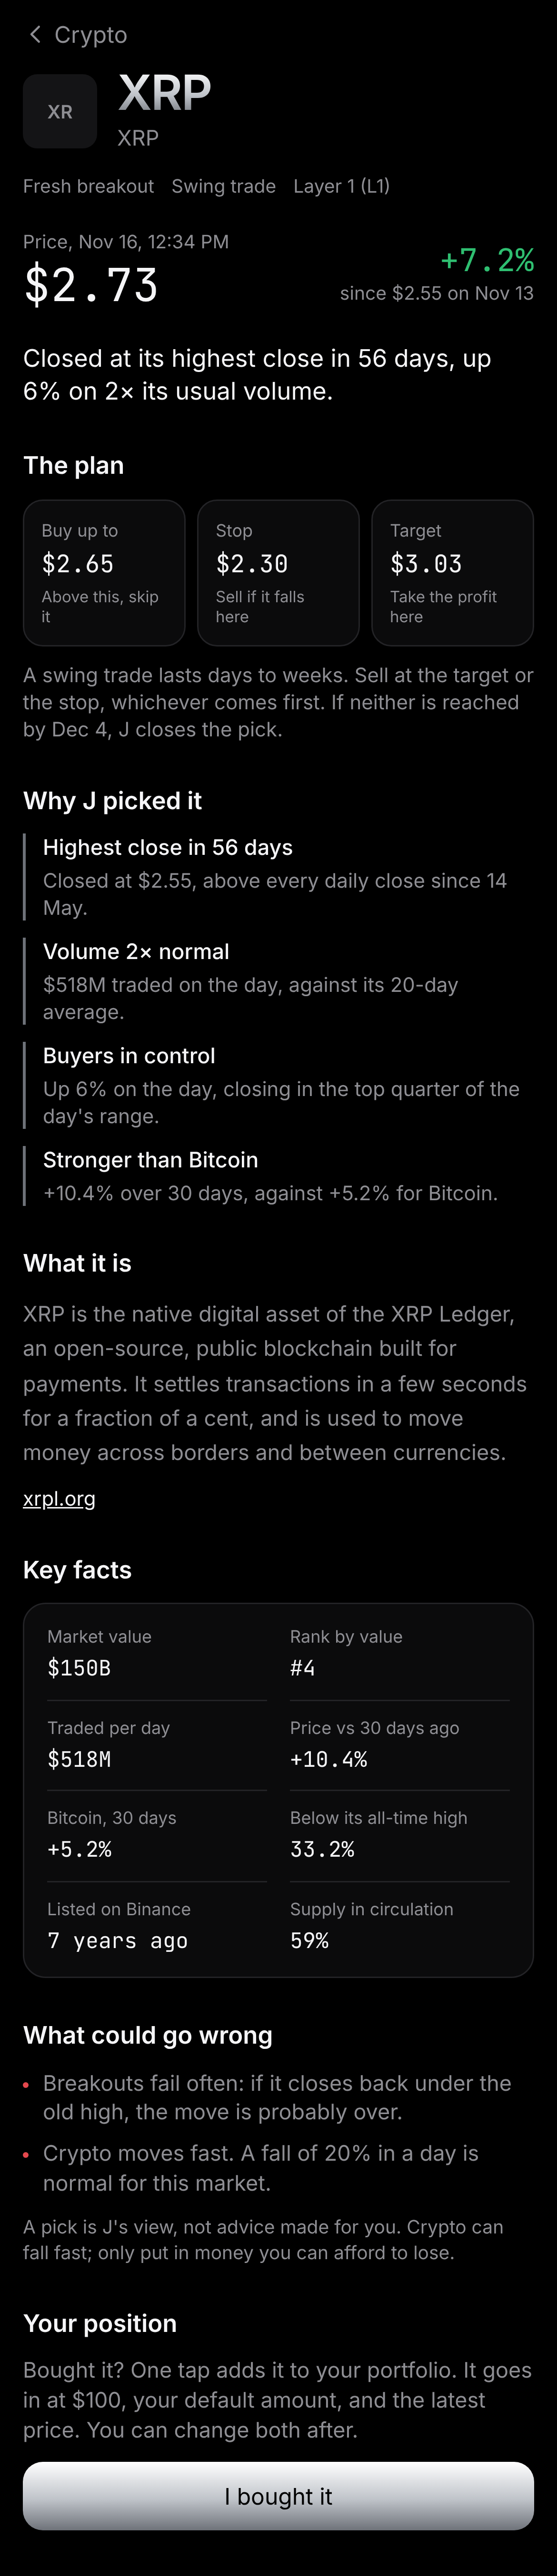 Crypto
XR
XRP
XRP
Fresh breakout Swing trade Layer 1 (L1)
Price, Nov 16, 12:34 PM
$2.73
+7.2%
since $2.55 on Nov 13
Closed at its highest close in 56 days, up
6% on 2× its usual volume.
The plan
Buy up to
$2.65
Above this, skip
it
Stop
$2.30
Sell if it falls
here
Target
$3.03
Take the profit
here
A swing trade lasts days to weeks. Sell at the target or
the stop, whichever comes first. If neither is reached
by Dec 4, J closes the pick.
Why J picked it
Highest close in 56 days
Closed at $2.55, above every daily close since 14
May.
Volume 2× normal
$518M traded on the day, against its 20-day
average.
Buyers in control
Up 6% on the day, closing in the top quarter of the
day's range.
Stronger than Bitcoin
+10.4% over 30 days, against +5.2% for Bitcoin.
What it is
XRP is the native digital asset of the XRP Ledger,
an open-source, public blockchain built for
payments. It settles transactions in a few seconds
for a fraction of a cent, and is used to move
money across borders and between currencies.
xrpl.org
Key facts
Market value
$150B
Rank by value
#4
Traded per day
$518M
Price vs 30 days ago
+10.4%
Bitcoin, 30 days
+5.2%
Below its all-time high
33.2%
Listed on Binance
7 years ago
Supply in circulation
59%
What could go wrong
• Breakouts fail often: if it closes back under the
old high, the move is probably over.
• Crypto moves fast. A fall of 20% in a day is
normal for this market.
A pick is J's view, not advice made for you. Crypto can
fall fast; only put in money you can afford to lose.
Your position
Bought it? One tap adds it to your portfolio. It goes
in at $100, your default amount, and the latest
price. You can change both after.
I bought it